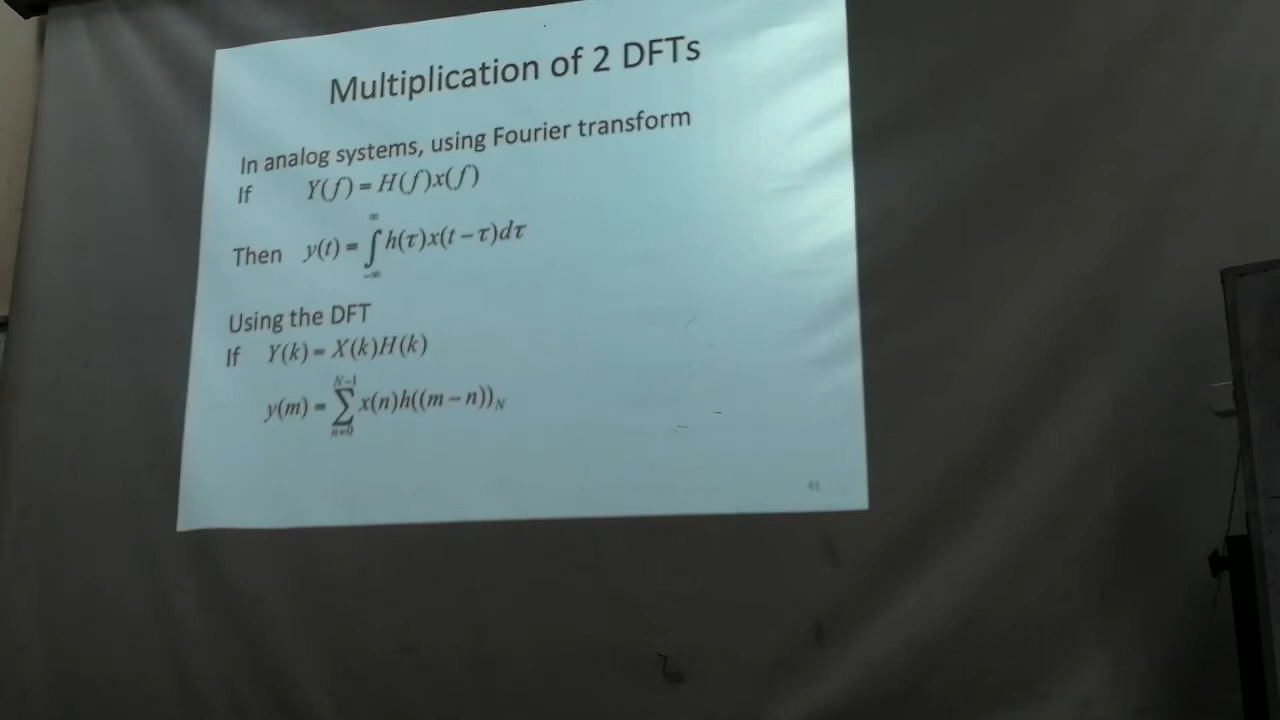 Multiplication of 2 DFTs
In analog systems, using Fourier transform
If Y(f) = H(f)x(f)
Then y(t) = ∫_{-∞}^{∞} h(τ)x(t − τ)dτ
Using the DFT
If Y(k) = X(k)H(k)
y(m) = ∑_{n=0}^{N−1} x(n)h((m − n))_N